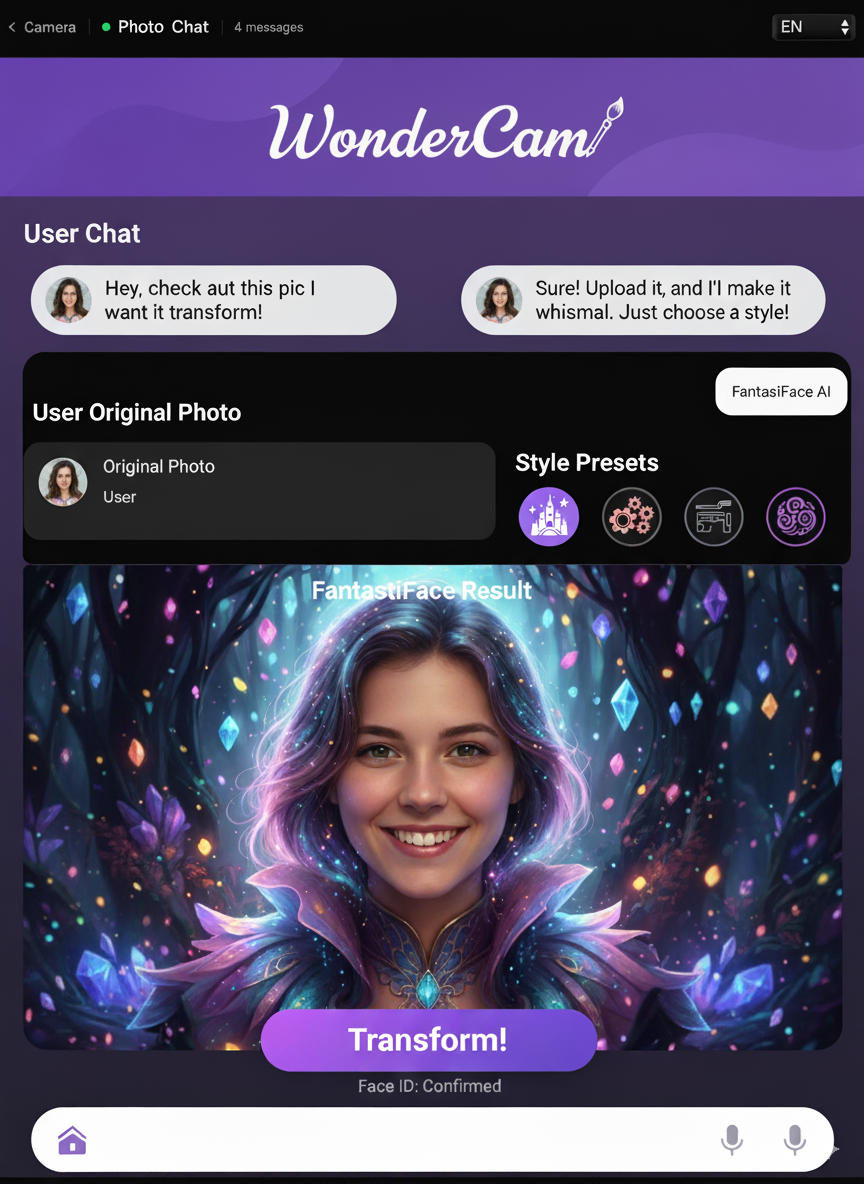 Camera
Photo Chat
4 messages
EN
WonderCam
User Chat
Hey, check aut this pic I
want it transform!
Sure! Upload it, and I'l make it
whismal. Just choose a style!
FantasiFace AI
User Original Photo
Original Photo
User
Style Presets
FantastiFace Result
Transform!
Face ID: Confirmed